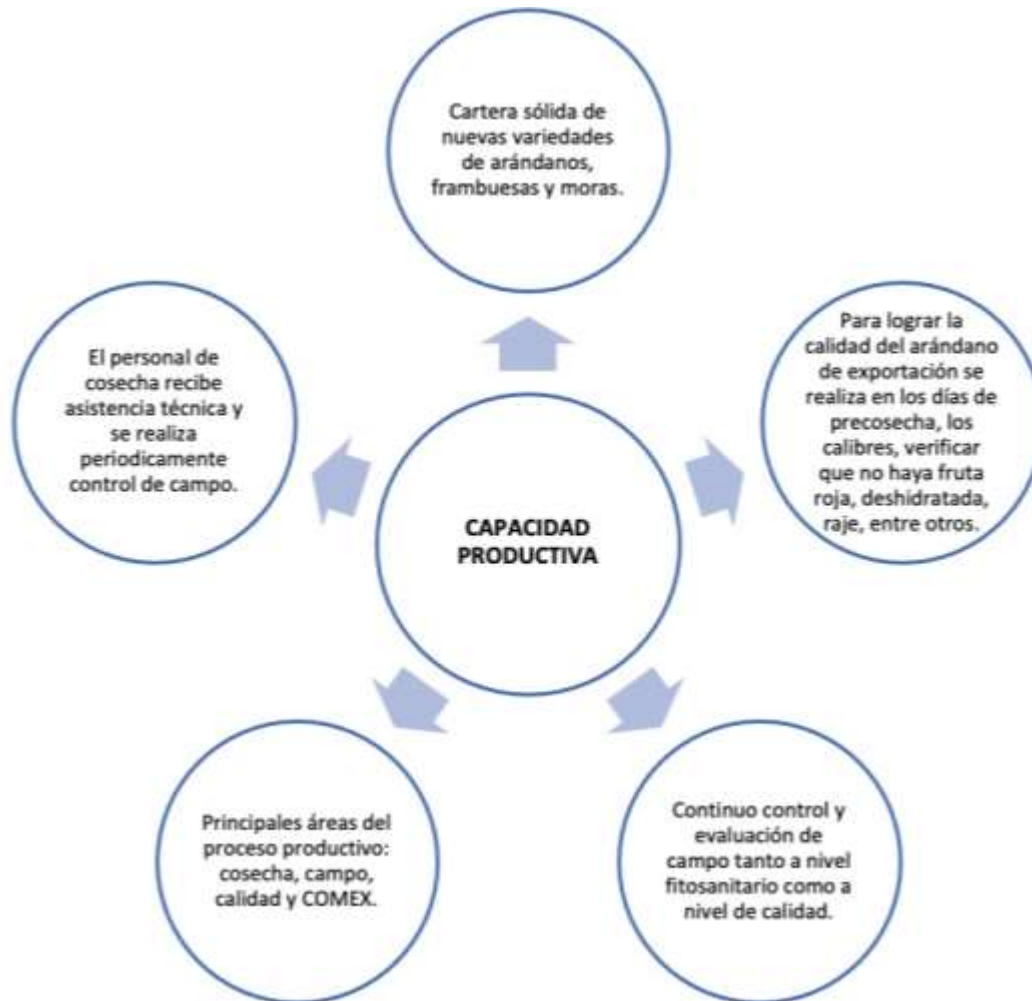 Cartera sólida de
nuevas variedades
de arándanos,
frambuesas y moras.
El personal de
cosecha recibe
asistencia técnica y
se realiza
periodicamente
control de campo.
Para lograr la
calidad del arándano
de exportación se
realiza en los días de
precosecha, los
calibres, verificar
que no haya fruta
roja, deshidratada,
raje, entre otros.
CAPACIDAD
PRODUCTIVA
Principales áreas del
proceso productivo:
cosecha, campo,
calidad y COMEX.
Continuo control y
evaluación de
campo tanto a nivel
fitosanitario como a
nivel de calidad.